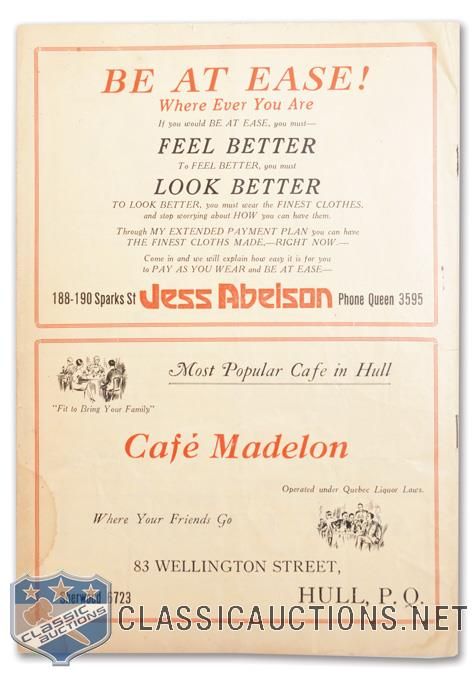 BE AT EASE!
Where Ever You Are
If you would BE AT EASE, you must—
FEEL BETTER
To FEEL BETTER, you must
LOOK BETTER
TO LOOK BETTER, you must wear the FINEST CLOTHES,
and stop worrying about HOW you can have them.
Through MY EXTENDED PAYMENT PLAN you can have
THE FINEST CLOTHS MADE,—RIGHT NOW.—
Come in and we will explain how easy it is for you
to PAY AS YOU WEAR and BE AT EASE—
188-190 Sparks St Jess Abelson Phone Queen 3595
Most Popular Cafe in Hull
"Fit to Bring Your Family"
Café Madelon
Operated under Quebec Liquor Laws.
Where Your Friends Go
83 WELLINGTON STREET,
Sherwood 6723 HULL, P.Q.
CLASSIC AUCTIONS
CLASSICAUCTIONS.NET